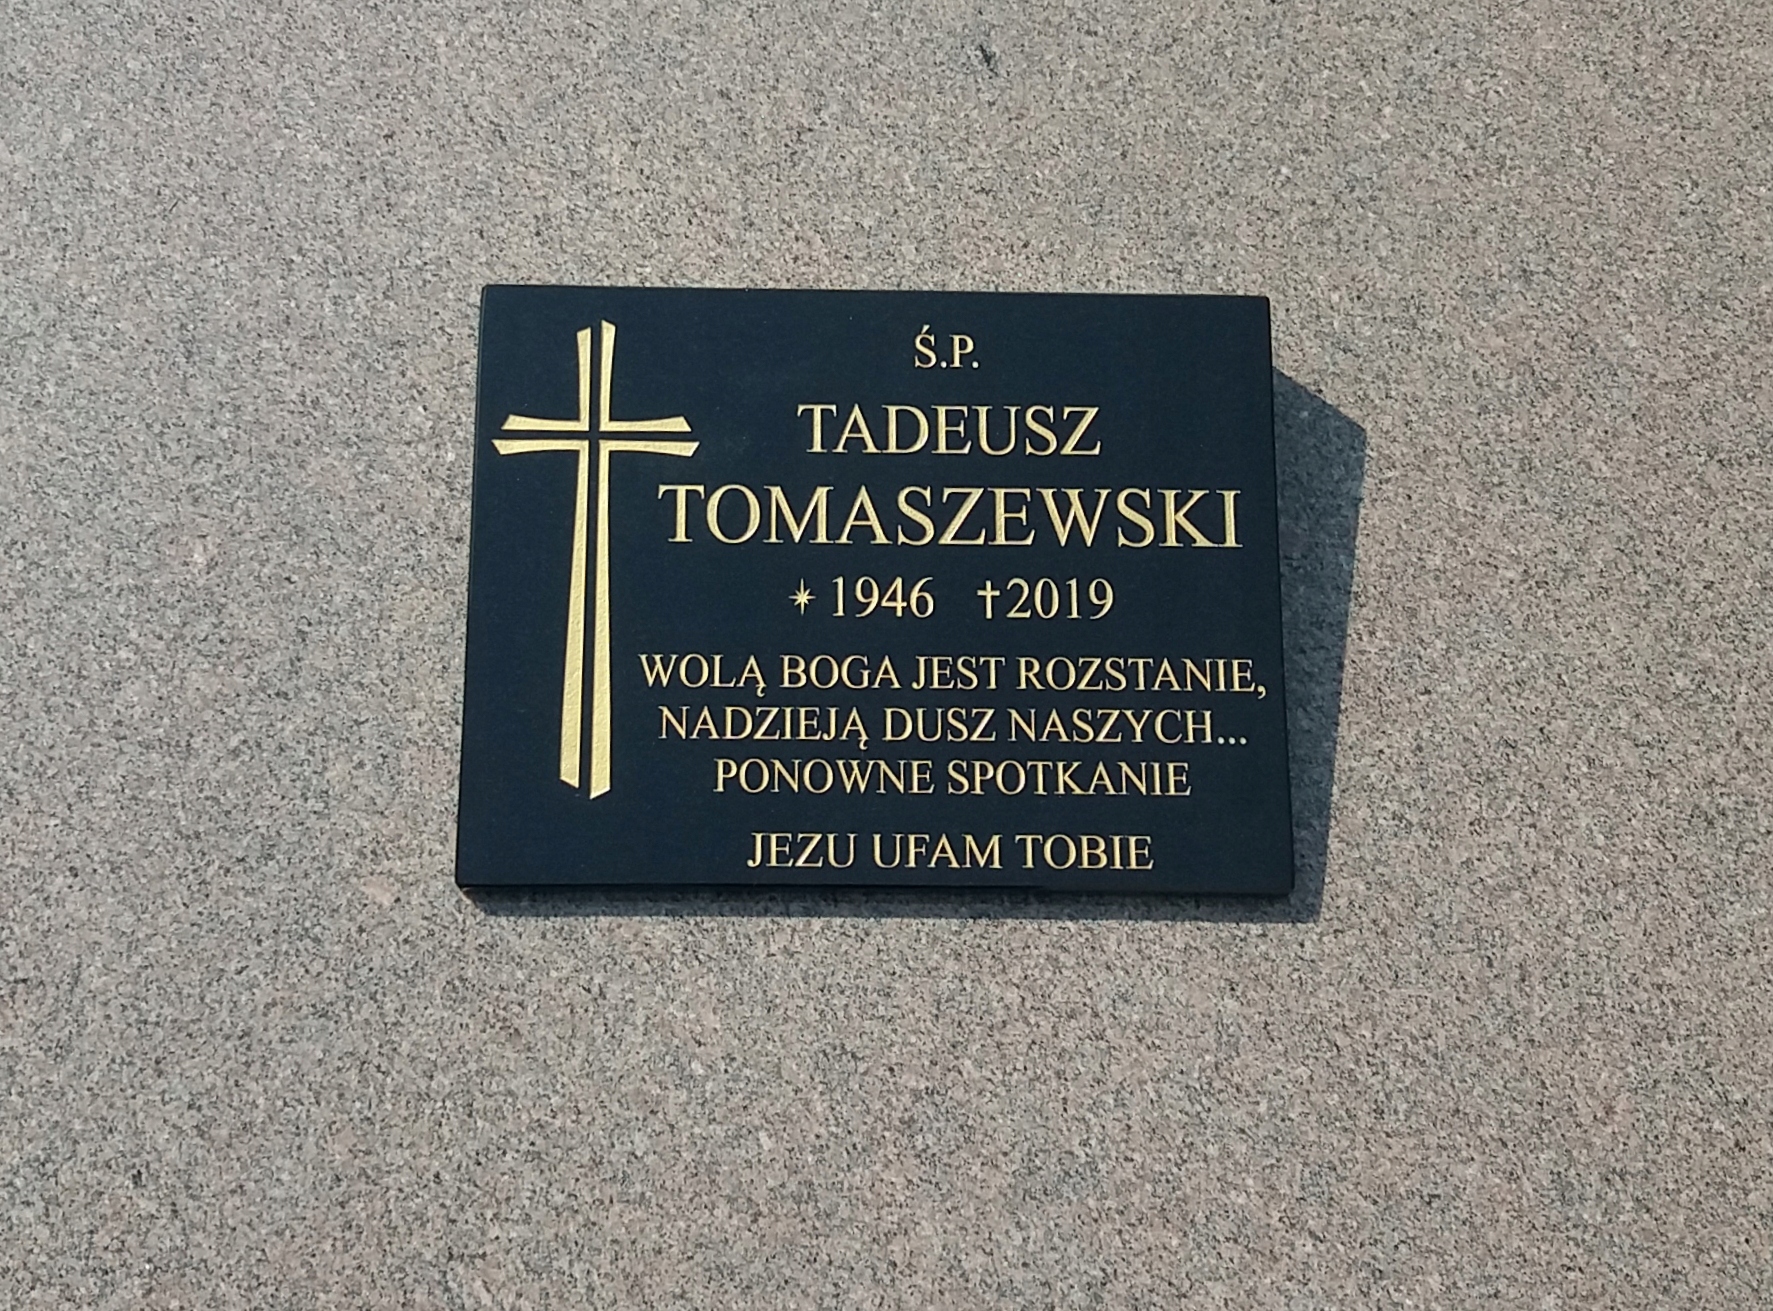 Ś.P.
TADEUSZ
TOMASZEWSKI
* 1946 †2019
WOLĄ BOGA JEST ROZSTANIE,
NADZIEJĄ DUSZ NASZYCH...
PONOWNE SPOTKANIE
JEZU UFAM TOBIE